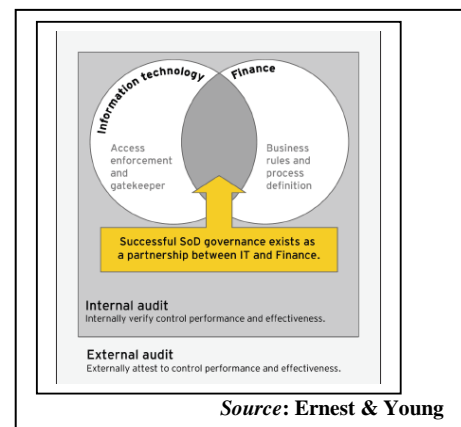 Information technology
Finance
Access
enforcement
and
gatekeeper
Business
rules and
process
definition
Successful SoD governance exists as
a partnership between IT and Finance.
Internal audit
Internally verify control performance and effectiveness.
External audit
Externally attest to control performance and effectiveness.
Source: Ernest & Young